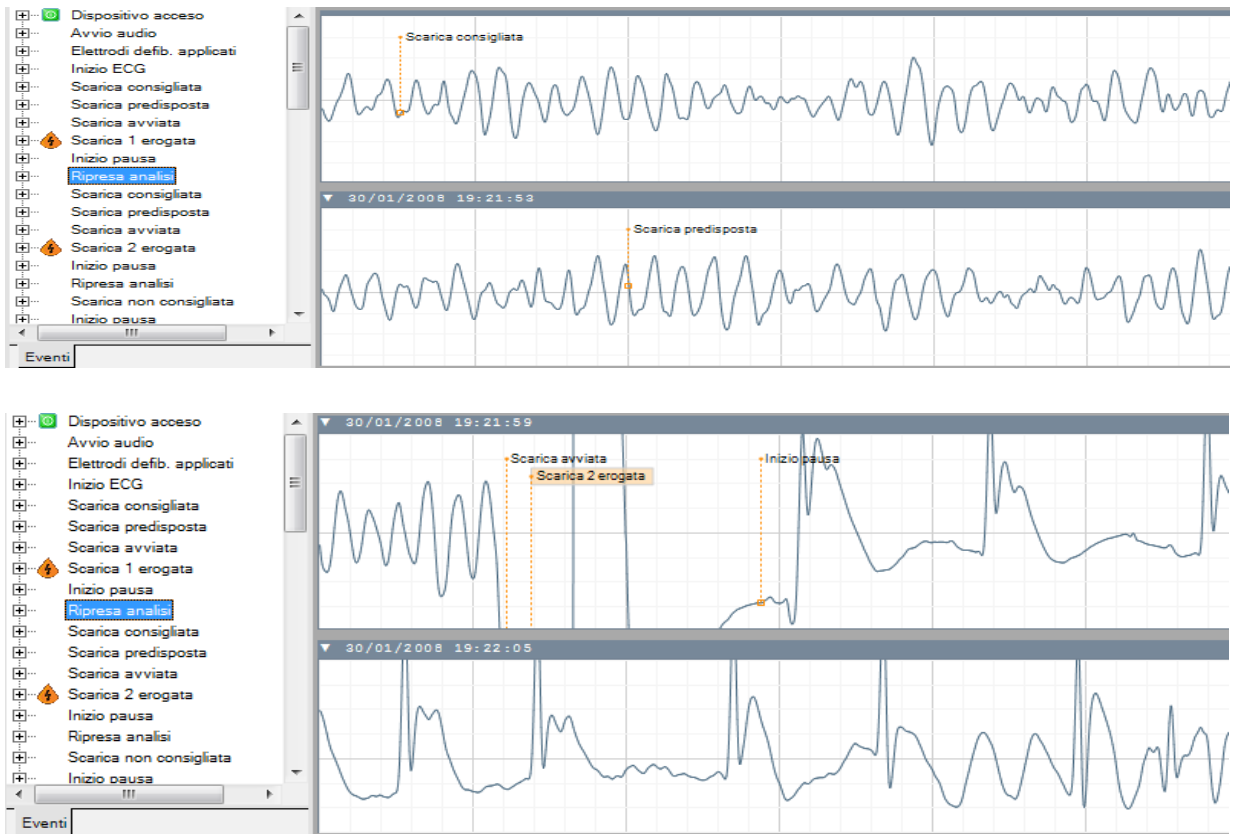 Dispositivo acceso
Avvio audio
Elettrodi defib. applicati
Inizio ECG
Scarica consigliata
Scarica predisposta
Scarica avviata
Scarica 1 erogata
Inizio pausa
Ripresa analisi
Scarica consigliata
Scarica predisposta
Scarica avviata
Scarica 2 erogata
Inizio pausa
Ripresa analisi
Scarica non consigliata
Inizio pausa
Eventi
Scarica consigliata
30/01/2008 19:21:53
Scarica predisposta
Dispositivo acceso
Avvio audio
Elettrodi defib. applicati
Inizio ECG
Scarica consigliata
Scarica predisposta
Scarica avviata
Scarica 1 erogata
Inizio pausa
Ripresa analisi
Scarica consigliata
Scarica predisposta
Scarica avviata
Scarica 2 erogata
Inizio pausa
Ripresa analisi
Scarica non consigliata
Inizio pausa
Eventi
30/01/2008 19:21:59
Scarica avviata
Inizio pausa
Scarica 2 erogata
30/01/2008 19:22:05